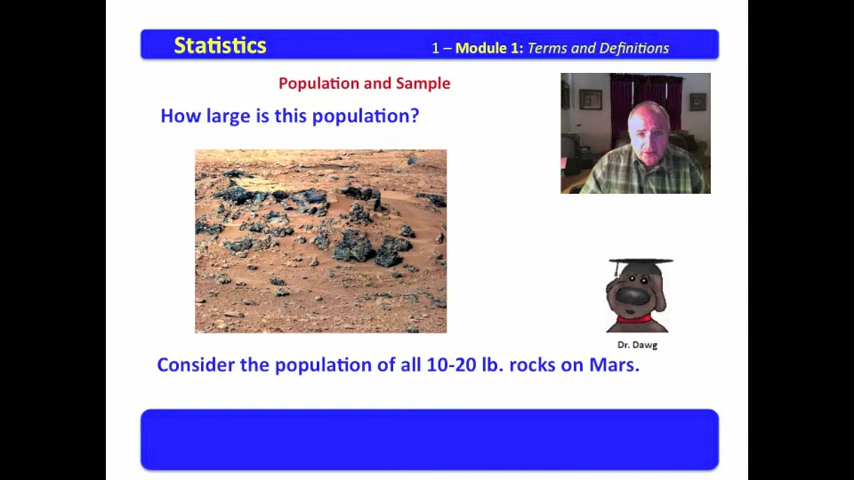 Statistics
1 – Module 1: Terms and Definitions
Population and Sample
How large is this population?
Dr. Dawg
Consider the population of all 10-20 lb. rocks on Mars.